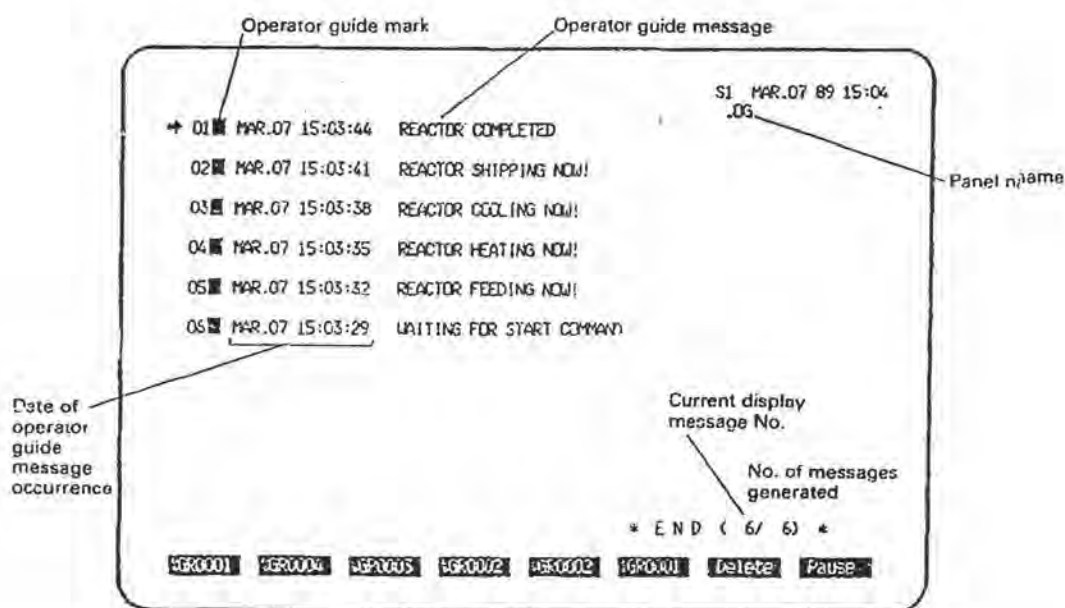 Operator guide mark
Operator guide message
S1 MAR.07 89 15:04
.OG
Panel name
→ 01 MAR.07 15:03:44 REACTOR COMPLETED
02 MAR.07 15:03:41 REACTOR SHIPPING NOW!
03 MAR.07 15:03:38 REACTOR COOLING NOW!
04 MAR.07 15:03:35 REACTOR HEATING NOW!
05 MAR.07 15:03:32 REACTOR FEEDING NOW!
06 MAR.07 15:03:29 WAITING FOR START COMMAND
Date of
operator
guide
message
occurrence
Current display
message No.
No. of messages
generated
* E N D ( 6/ 6) *
Delete Pause